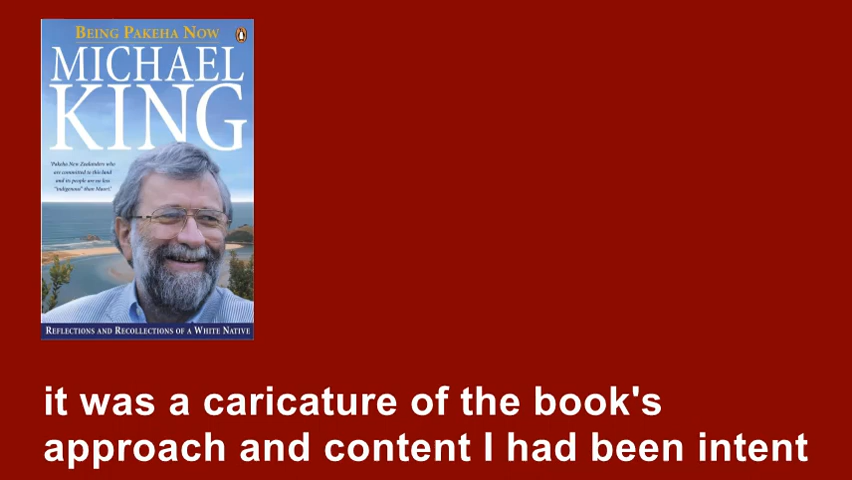 BEING PAKEHA NOW
MICHAEL
KING
'Pakeha New Zealanders who
are committed to this land
and its people are no less
"indigenous" than Maori.'
REFLECTIONS AND RECOLLECTIONS OF A WHITE NATIVE
it was a caricature of the book's
approach and content I had been intent